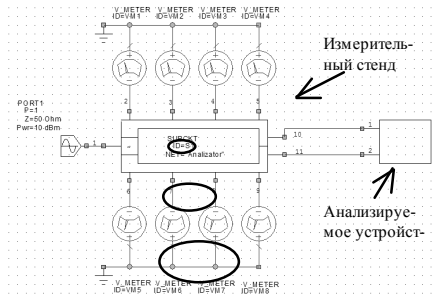 V_METER V_METER V_METER V_METER
ID=VM1 ID=VM2 ID=VM3 ID=VM4
Измеритель-
ный стенд
2 3 4 5
PORT1
P=1
Z=50 Ohm
Pwr=10 dBm
SUBCKT
ID=S
NET="Analizator"
1
10
11
1
2
6 9
Анализируе-
мое устройст-
V_METER V_METER V_METER V_METER
ID=VM5 ID=VM6 ID=VM7 ID=VM8